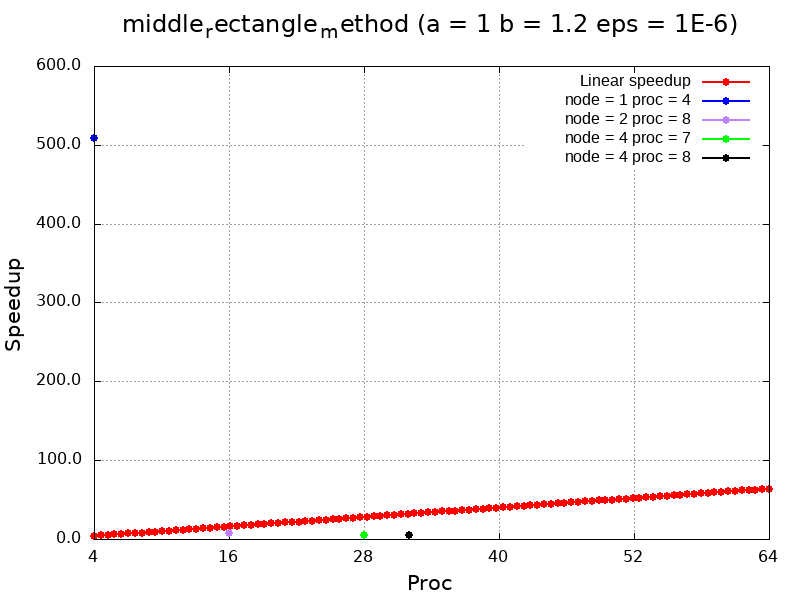 middle_rectangle_method (a = 1 b = 1.2 eps = 1E-6)
600.0
500.0
400.0
300.0
200.0
100.0
0.0
Speedup
Linear speedup
node = 1 proc = 4
node = 2 proc = 8
node = 4 proc = 7
node = 4 proc = 8
4 16 28 40 52 64
Proc